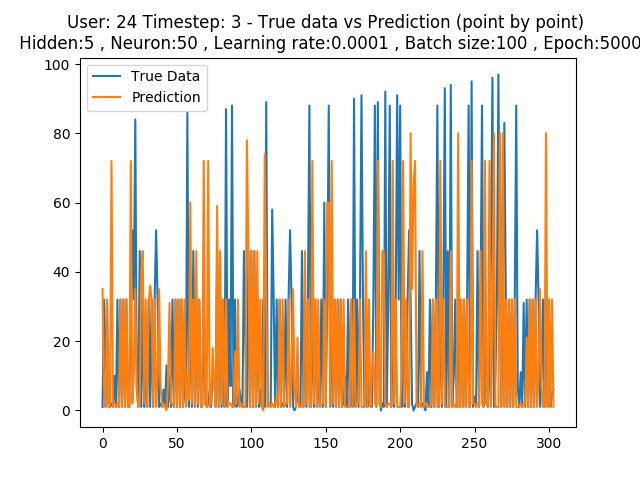 User: 24 Timestep: 3 - True data vs Prediction (point by point)
Hidden:5 , Neuron:50 , Learning rate:0.0001 , Batch size:100 , Epoch:5000
True Data
Prediction
100
80
60
40
20
0
0 50 100 150 200 250 300